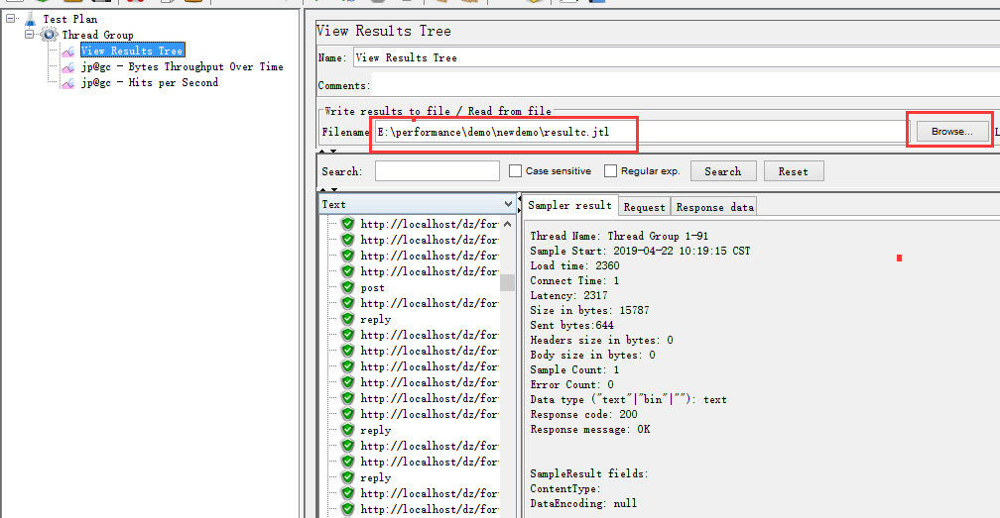 Test Plan
Thread Group
View Results Tree
jp@gc - Bytes Throughput Over Time
jp@gc - Hits per Second
View Results Tree
Name: View Results Tree
Comments:
Write results to file / Read from file
Filename E:\performance\demo\newdemo\resultc.jtl Browse...
Search: Case sensitive Regular exp. Search Reset
Text
http://localhost/dz/for
http://localhost/dz/for
http://localhost/dz/for
http://localhost/dz/for
post
http://localhost/dz/for
reply
http://localhost/dz/for
http://localhost/dz/for
http://localhost/dz/for
http://localhost/dz/for
http://localhost/dz/for
http://localhost/dz/for
reply
http://localhost/dz/for
http://localhost/dz/for
reply
http://localhost/dz/for
http://localhost/dz/for
Sampler result Request Response data
Thread Name: Thread Group 1-91
Sample Start: 2019-04-22 10:19:15 CST
Load time: 2360
Connect Time: 1
Latency: 2317
Size in bytes: 15787
Sent bytes:644
Headers size in bytes: 0
Body size in bytes: 0
Sample Count: 1
Error Count: 0
Data type ("text"|"bin"|""): text
Response code: 200
Response message: OK
SampleResult fields:
ContentType:
DataEncoding: null